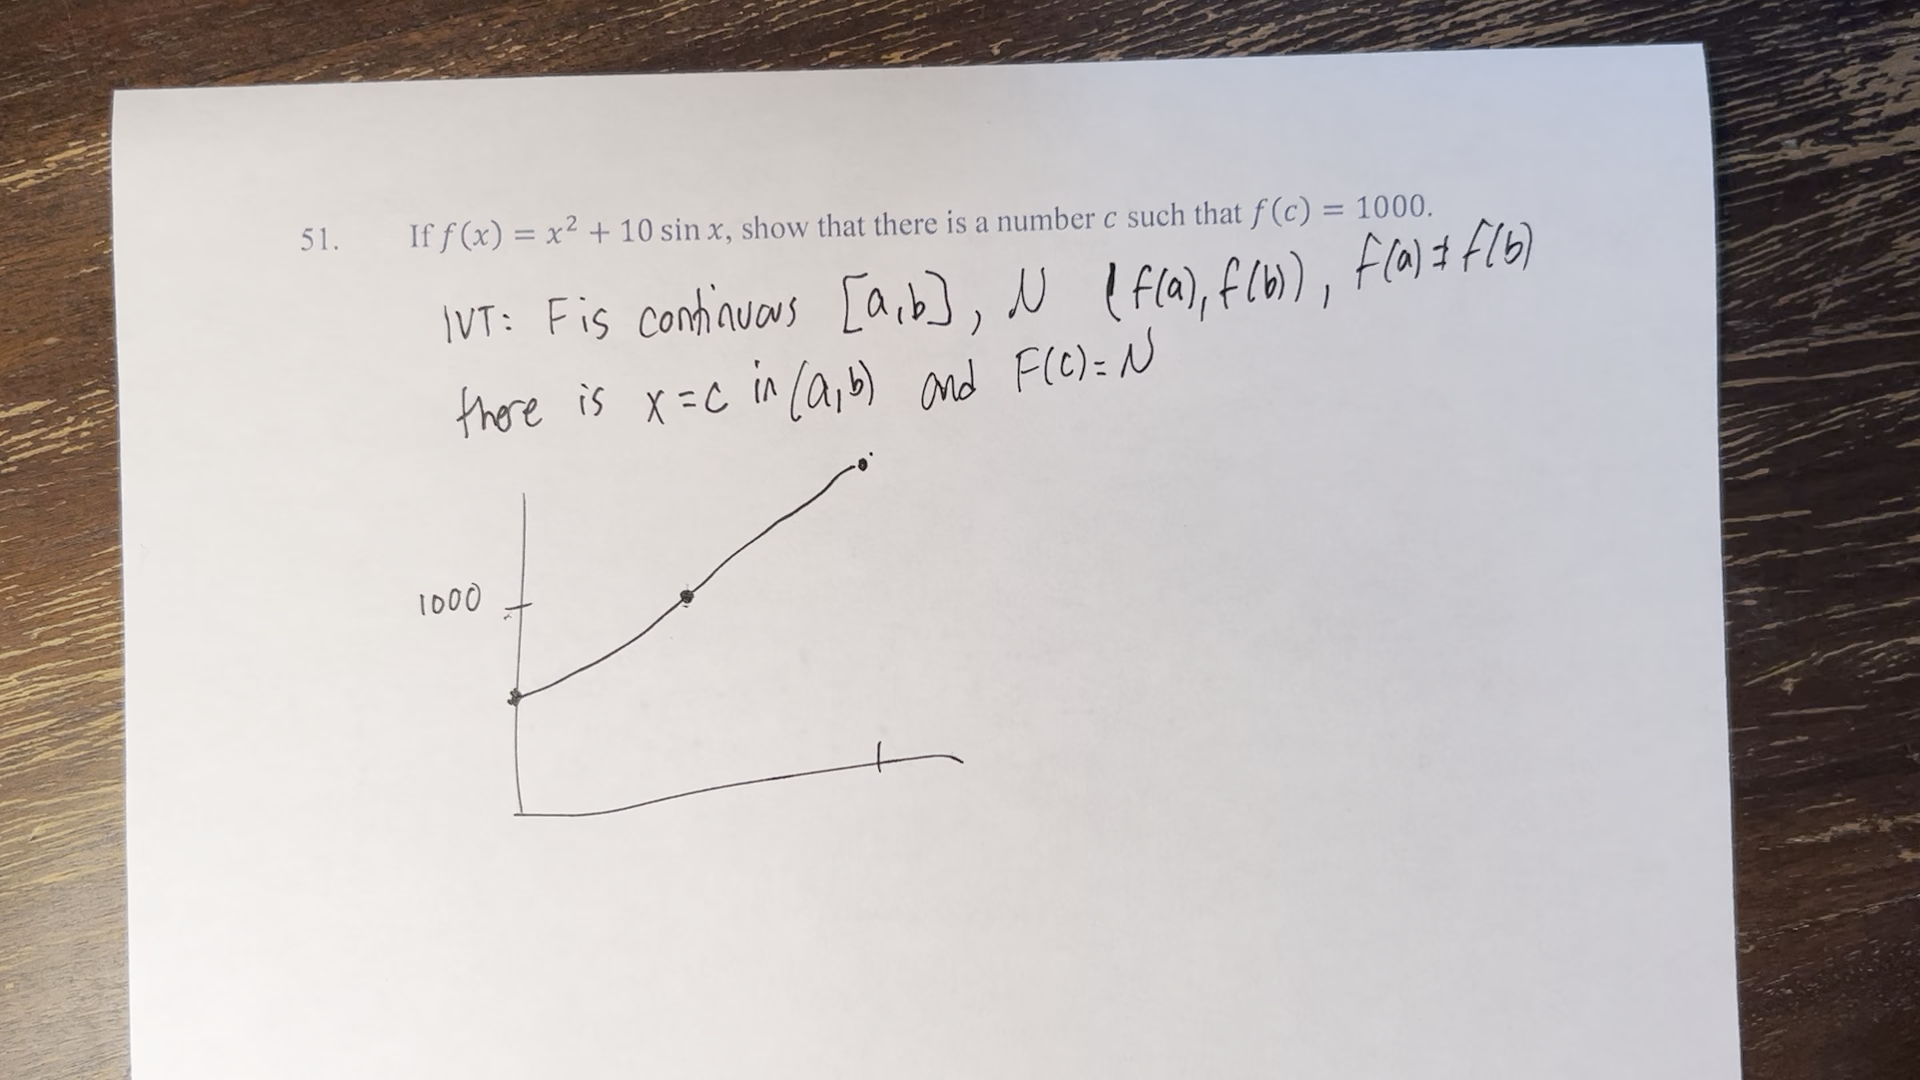 51. If f(x) = x² + 10 sin x, show that there is a number c such that f(c) = 1000.
IVT: F is continuous [a,b], N (f(a), f(b)), f(a) ≠ f(b)
there is x = c in (a,b) and F(c) = N
1000